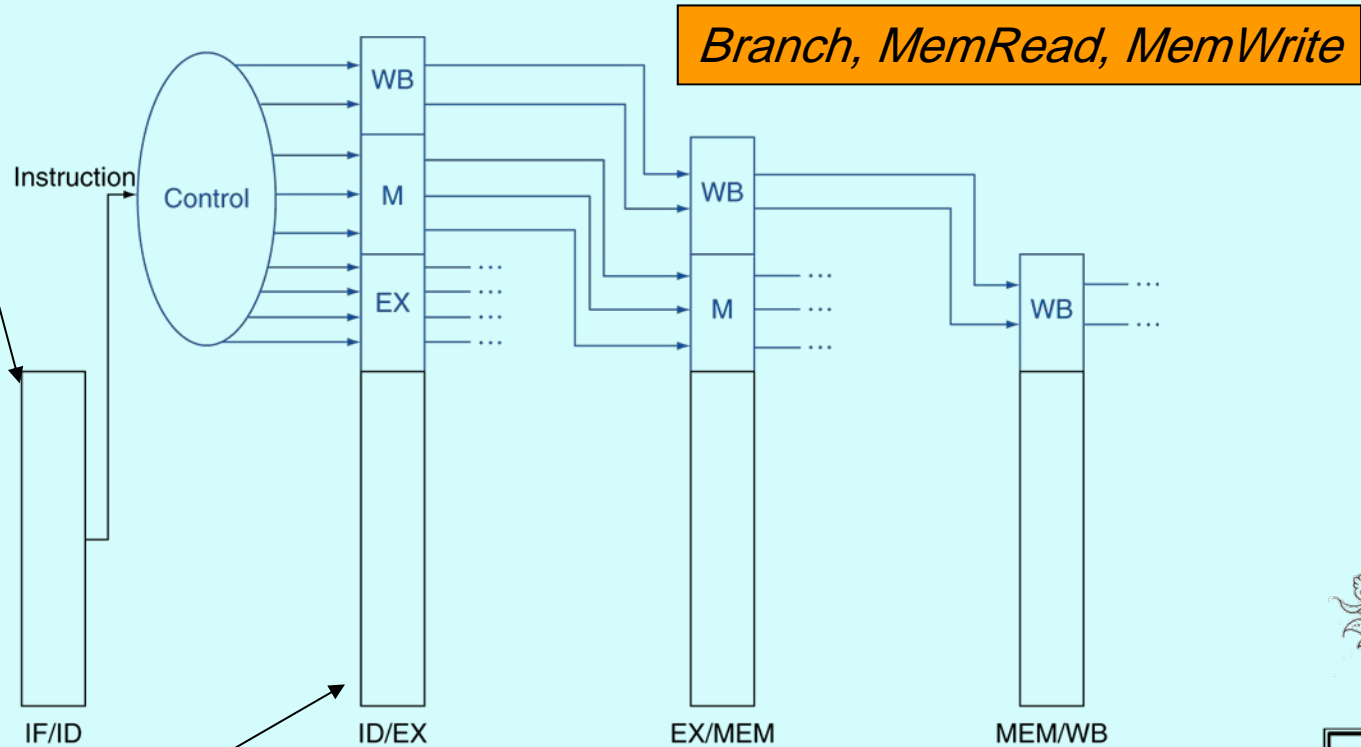 Branch, MemRead, MemWrite
WB
Instruction
Control
M
WB
EX
...
...
...
...
M
...
...
...
WB
...
...
IF/ID
ID/EX
EX/MEM
MEM/WB